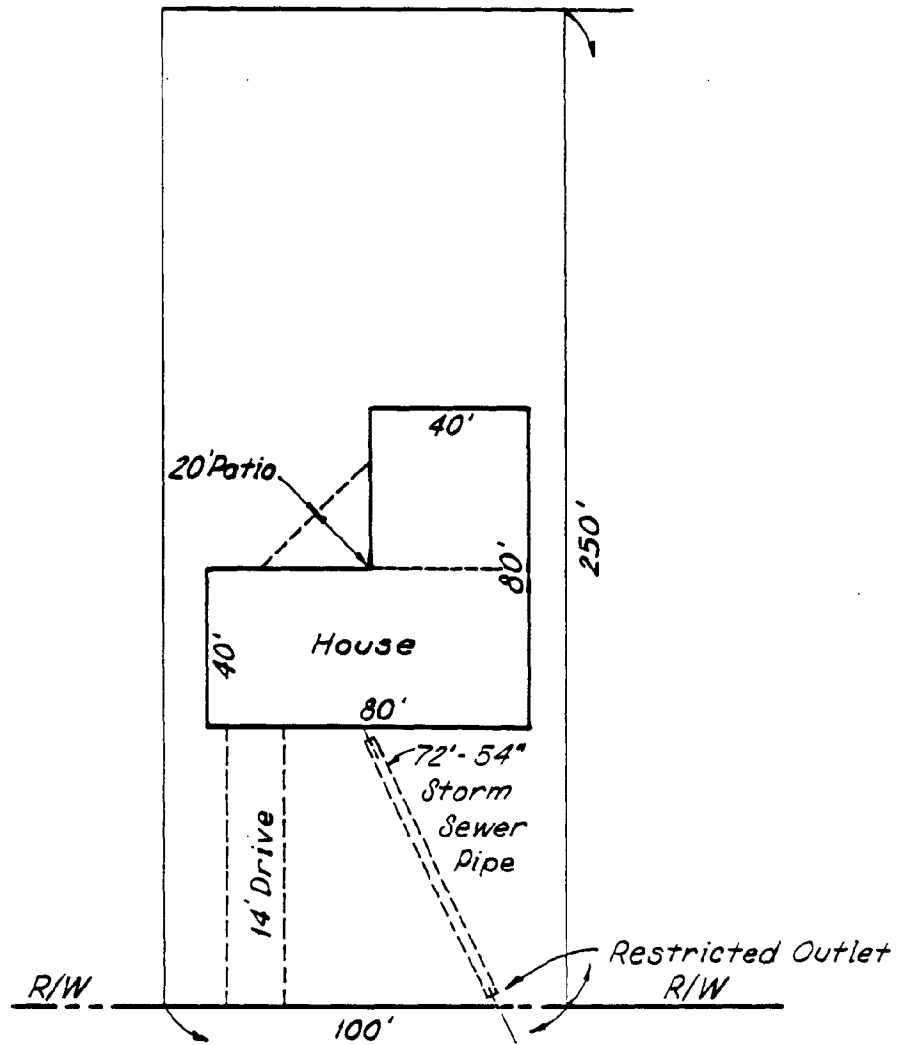 40'
20' Patio
80'
250'
40'
House
80'
72'-54"
Storm
Sewer
Pipe
14' Drive
Restricted Outlet
R/W
R/W
100'